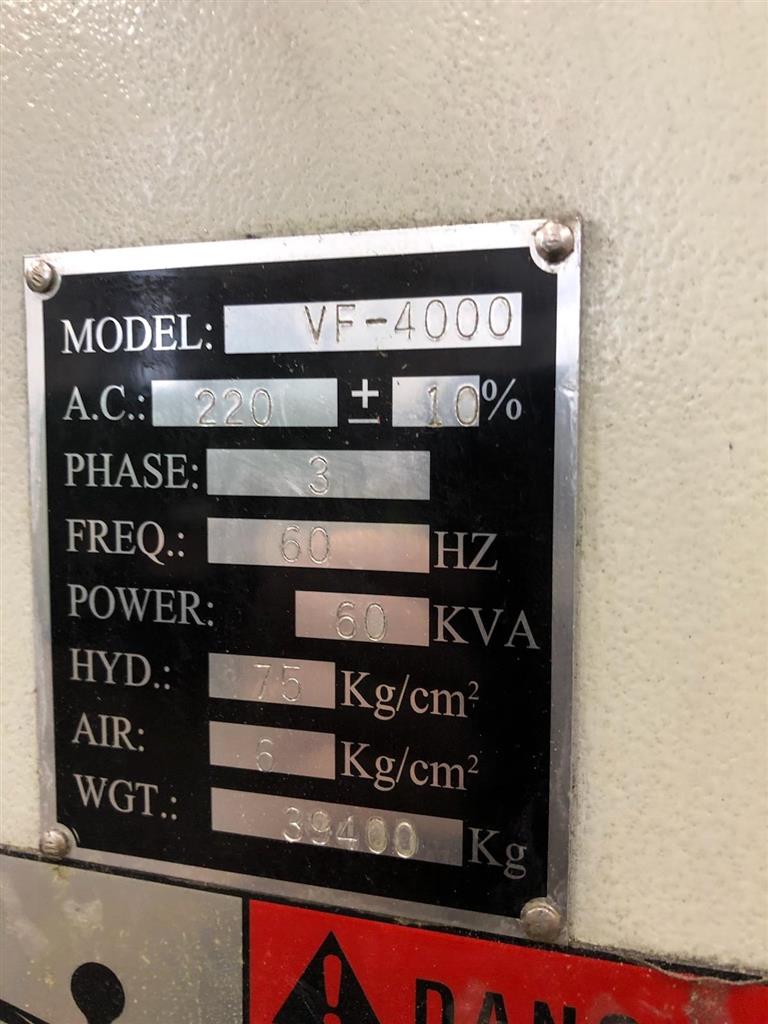 MODEL: VF-4000
A.C.: 220 ± 10%
PHASE: 3
FREQ.: 60 HZ
POWER: 60 KVA
HYD.: 75 Kg/cm²
AIR: 6 Kg/cm²
WGT.: 39400 Kg